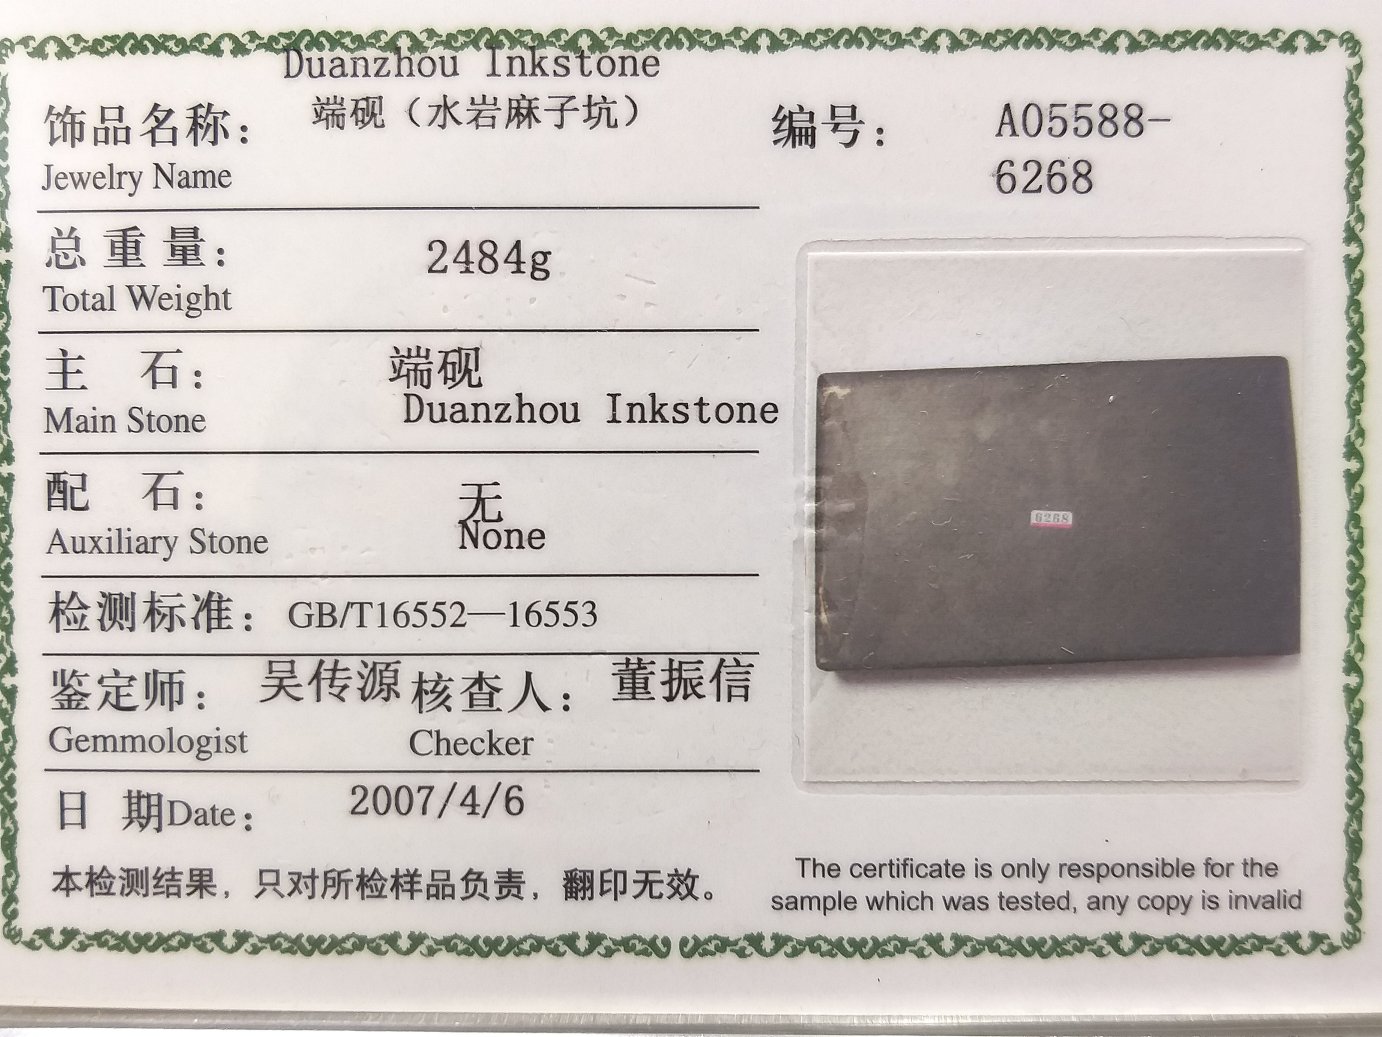 Duanzhou Inkstone
饰品名称： 端砚（水岩麻子坑）
Jewelry Name
编号： A05588-
6268
总重量： 2484g
Total Weight
主 石： 端砚
Main Stone Duanzhou Inkstone
配 石： 无
Auxiliary Stone None
检测标准： GB/T16552—16553
鉴定师： 吴传源 核查人： 董振信
Gemmologist Checker
日 期Date： 2007/4/6
本检测结果，只对所检样品负责，翻印无效。
6268
The certificate is only responsible for the
sample which was tested, any copy is invalid